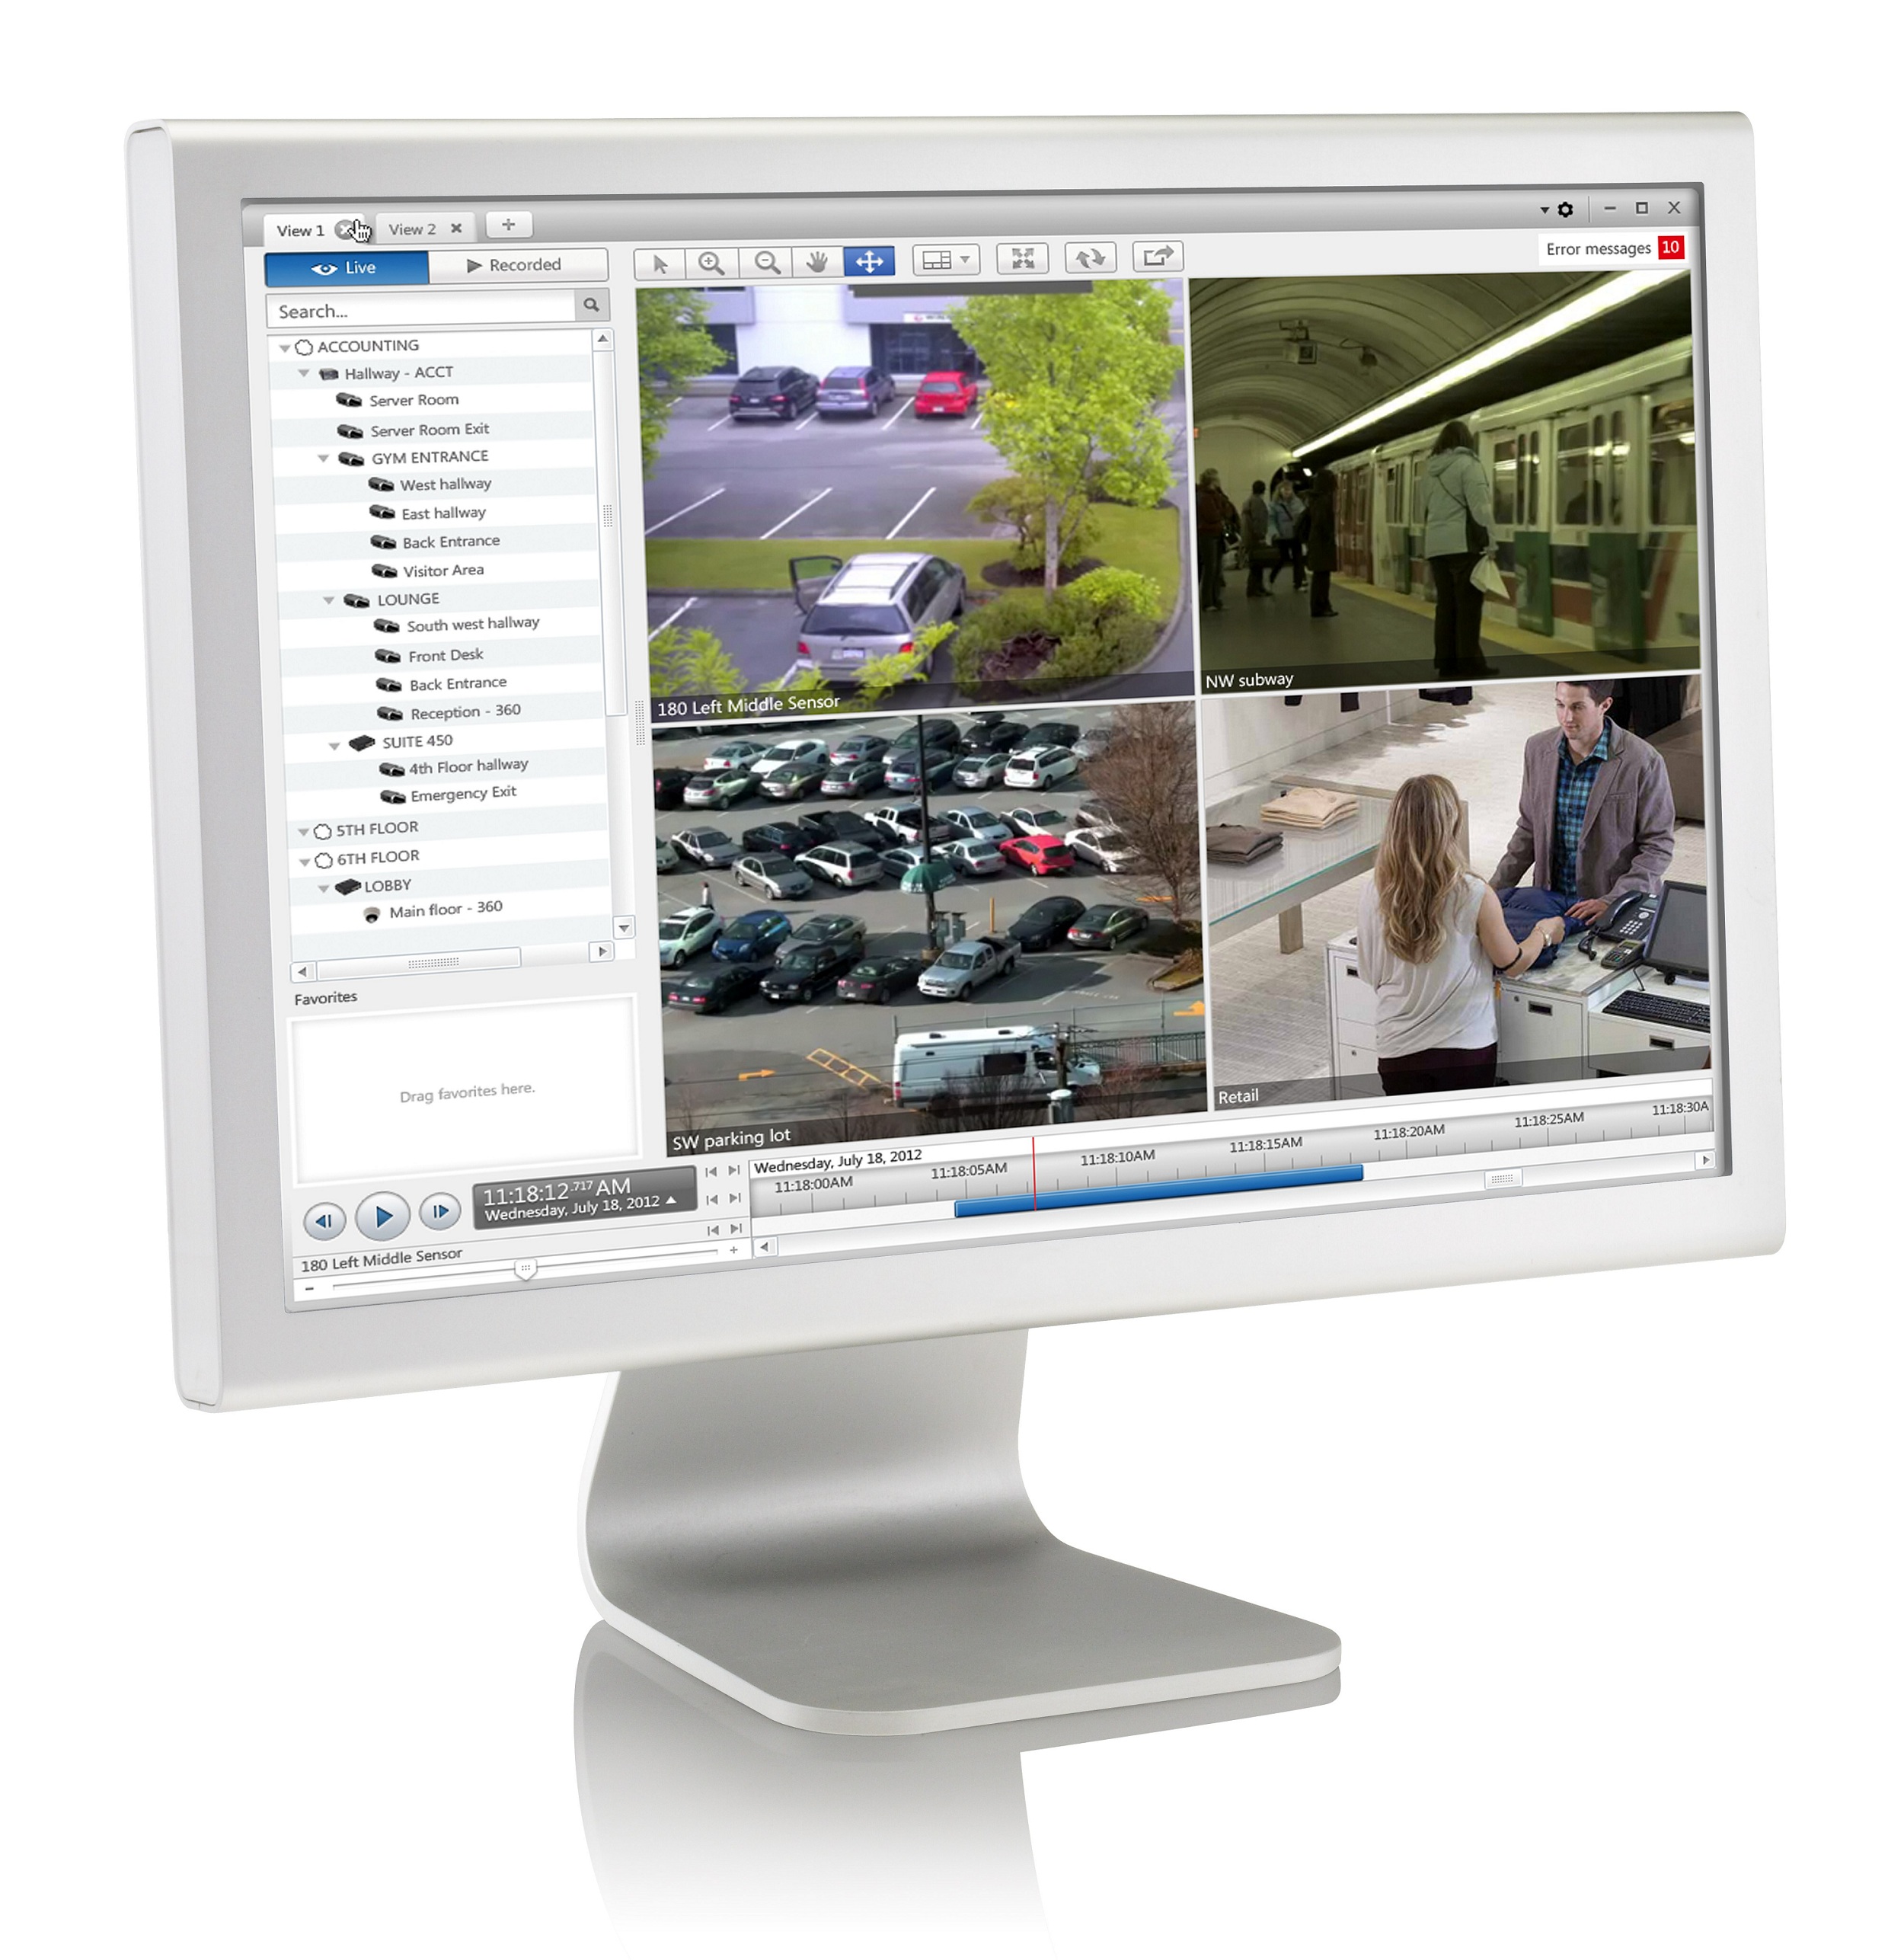 View 1
View 2
Live
Recorded
Error messages 10
Search...
ACCOUNTING
Hallway - ACCT
Server Room
Server Room Exit
GYM ENTRANCE
West hallway
East hallway
Back Entrance
Visitor Area
LOUNGE
South west hallway
Front Desk
Back Entrance
Reception - 360
SUITE 450
4th Floor hallway
Emergency Exit
5TH FLOOR
6TH FLOOR
LOBBY
Main floor - 360
Favorites
Drag favorites here.
180 Left Middle Sensor
NW subway
SW parking lot
Retail
11:18:12.717 AM
Wednesday, July 18, 2012
Wednesday, July 18, 2012
11:18:00AM
11:18:05AM
11:18:10AM
11:18:15AM
11:18:20AM
11:18:25AM
11:18:30A
180 Left Middle Sensor